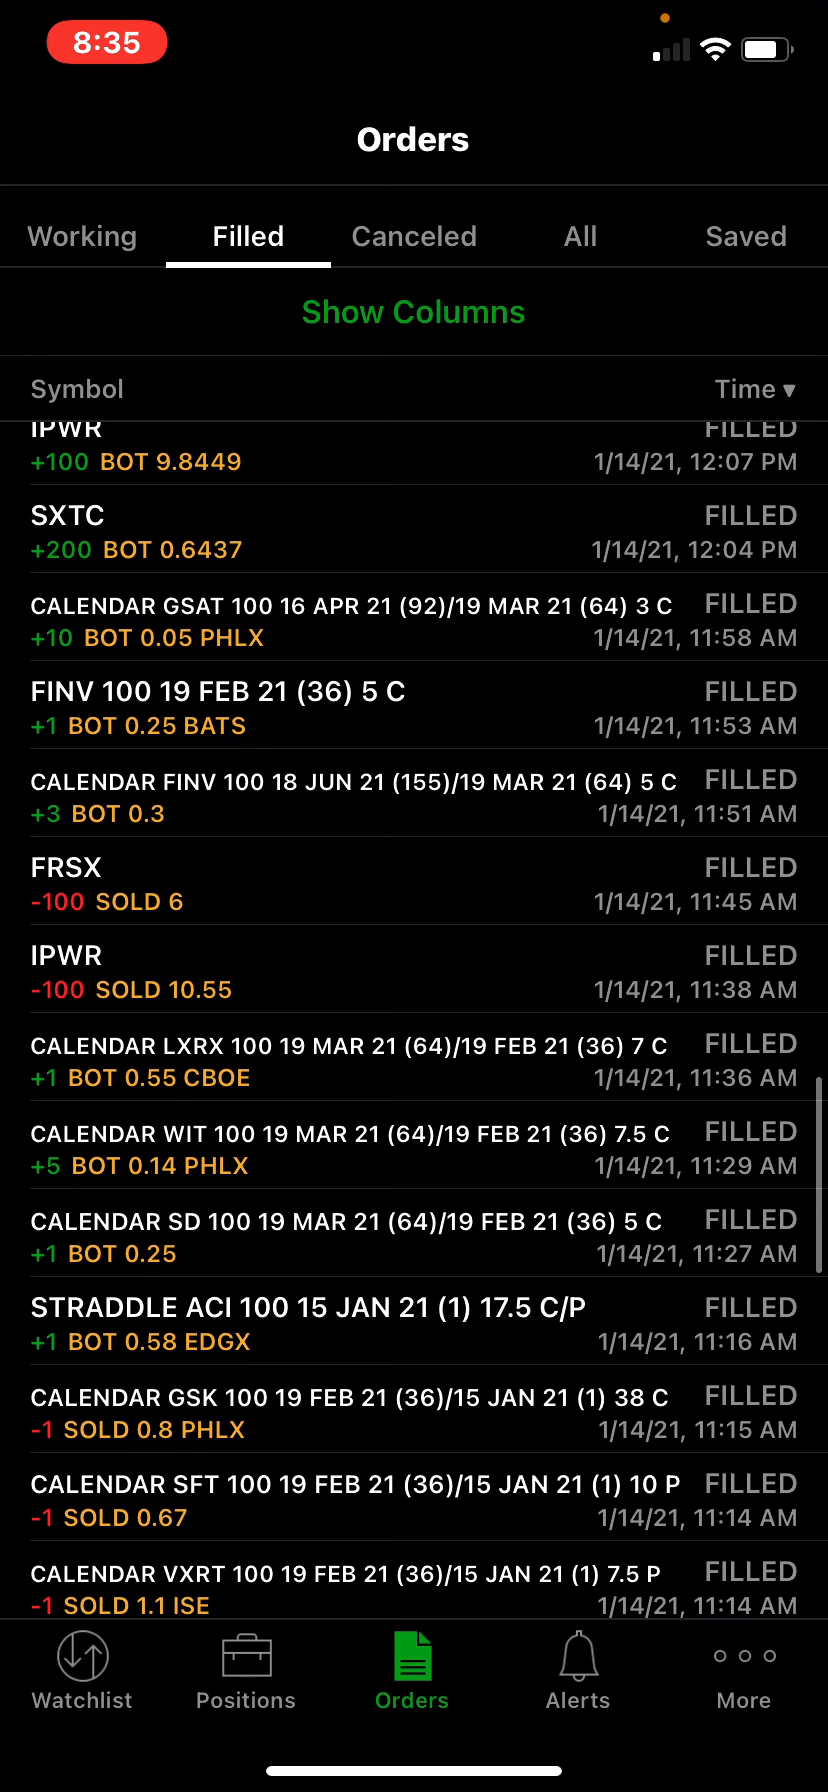 8:35
Orders
Working Filled Canceled All Saved
Show Columns
Symbol Time ▾
IPWR FILLED
+100 BOT 9.8449 1/14/21, 12:07 PM
SXTC FILLED
+200 BOT 0.6437 1/14/21, 12:04 PM
CALENDAR GSAT 100 16 APR 21 (92)/19 MAR 21 (64) 3 C FILLED
+10 BOT 0.05 PHLX 1/14/21, 11:58 AM
FINV 100 19 FEB 21 (36) 5 C FILLED
+1 BOT 0.25 BATS 1/14/21, 11:53 AM
CALENDAR FINV 100 18 JUN 21 (155)/19 MAR 21 (64) 5 C FILLED
+3 BOT 0.3 1/14/21, 11:51 AM
FRSX FILLED
-100 SOLD 6 1/14/21, 11:45 AM
IPWR FILLED
-100 SOLD 10.55 1/14/21, 11:38 AM
CALENDAR LXRX 100 19 MAR 21 (64)/19 FEB 21 (36) 7 C FILLED
+1 BOT 0.55 CBOE 1/14/21, 11:36 AM
CALENDAR WIT 100 19 MAR 21 (64)/19 FEB 21 (36) 7.5 C FILLED
+5 BOT 0.14 PHLX 1/14/21, 11:29 AM
CALENDAR SD 100 19 MAR 21 (64)/19 FEB 21 (36) 5 C FILLED
+1 BOT 0.25 1/14/21, 11:27 AM
STRADDLE ACI 100 15 JAN 21 (1) 17.5 C/P FILLED
+1 BOT 0.58 EDGX 1/14/21, 11:16 AM
CALENDAR GSK 100 19 FEB 21 (36)/15 JAN 21 (1) 38 C FILLED
-1 SOLD 0.8 PHLX 1/14/21, 11:15 AM
CALENDAR SFT 100 19 FEB 21 (36)/15 JAN 21 (1) 10 P FILLED
-1 SOLD 0.67 1/14/21, 11:14 AM
CALENDAR VXRT 100 19 FEB 21 (36)/15 JAN 21 (1) 7.5 P FILLED
-1 SOLD 1.1 ISE 1/14/21, 11:14 AM
Watchlist Positions Orders Alerts More